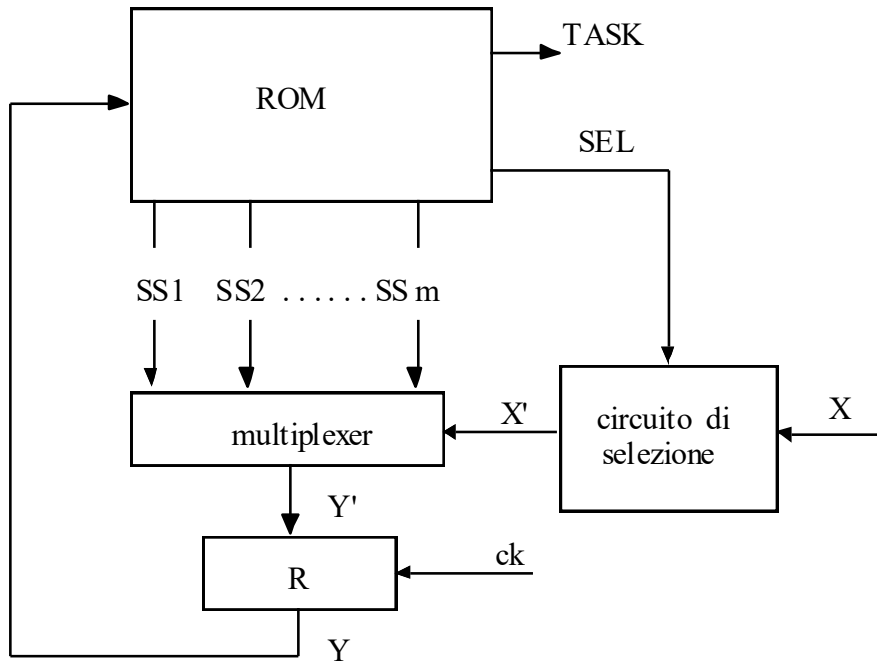 TASK
ROM
SEL
SS1 SS2 . . . . . . SS m
X'
circuito di
selezione
X
multiplexer
Y'
ck
R
Y